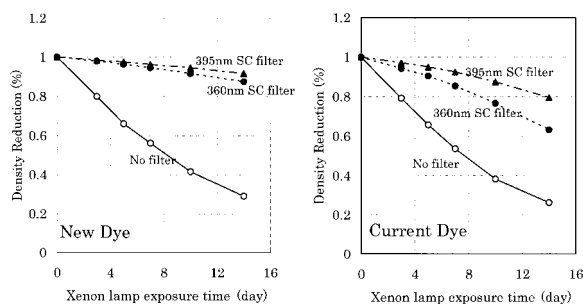 Density Reduction (%)
1.2
1
0.8
0.6
0.4
0.2
0
395nm SC filter
360nm SC filter
No filter
New Dye
0 4 8 12 16
Xenon lamp exposure time (day)
Density Reduction (%)
1.2
1
0.8
0.6
0.4
0.2
0
395nm SC filter
360nm SC filter
No filter
Current Dye
0 4 8 12 16
Xenon lamp exposure time (day)